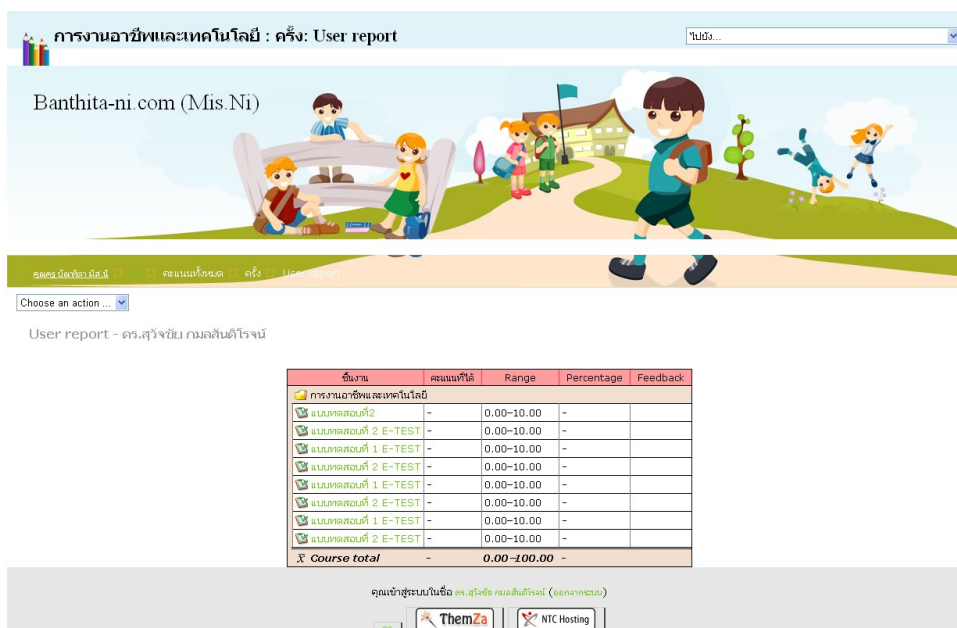 การงานอาชีพและเทคโนโลยี : ครั้ง: User report
ไปยัง...
Banthita-ni.com (Mis.Ni)
คะแนนทั้งหมด ครั้ง User report
Choose an action ...
User report - ดร.สุวัจชัย กมลสันติโรจน์
ชิ้นงาน คะแนนที่ได้ Range Percentage Feedback
การงานอาชีพและเทคโนโลยี
แบบทดสอบที่2 - 0.00–10.00 -
แบบทดสอบที่ 2 E-TEST - 0.00–10.00 -
แบบทดสอบที่ 1 E-TEST - 0.00–10.00 -
แบบทดสอบที่ 2 E-TEST - 0.00–10.00 -
แบบทดสอบที่ 1 E-TEST - 0.00–10.00 -
แบบทดสอบที่ 2 E-TEST - 0.00–10.00 -
แบบทดสอบที่ 1 E-TEST - 0.00–10.00 -
แบบทดสอบที่ 2 E-TEST - 0.00–10.00 -
x̅ Course total - 0.00–100.00 -
คุณเข้าสู่ระบบในชื่อ ดร.สุวัจชัย กมลสันติโรจน์ (ออกจากระบบ)
ThemZa NTC Hosting